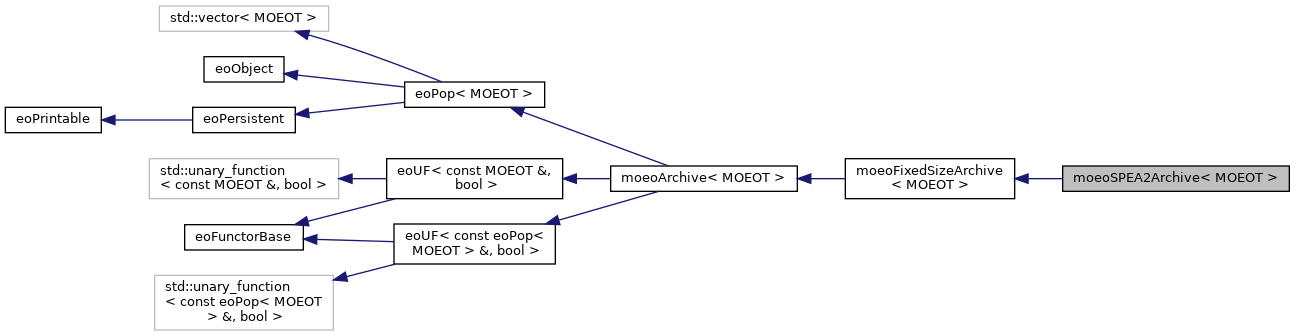 std::vector< MOEOT >
eoObject
eoPop< MOEOT >
eoPrintable
eoPersistent
std::unary_function
< const MOEOT &, bool >
eoUF< const MOEOT &,
bool >
moeoArchive< MOEOT >
moeoFixedSizeArchive
< MOEOT >
moeoSPEA2Archive< MOEOT >
eoFunctorBase
eoUF< const eoPop<
MOEOT > &, bool >
std::unary_function
< const eoPop< MOEOT
> &, bool >